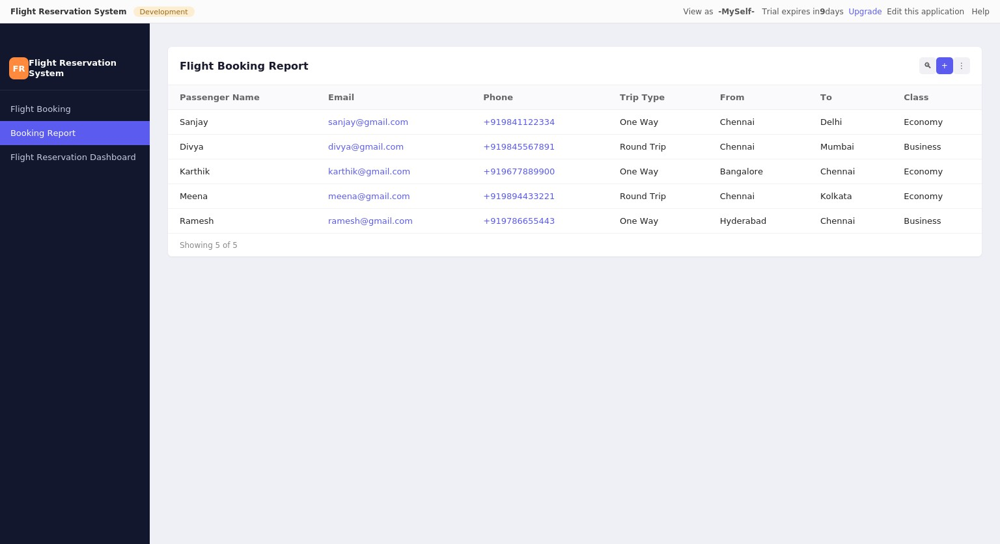 Flight Reservation System Development View as -MySelf- Trial expires in9days Upgrade Edit this application Help
FR Flight Reservation
System
Flight Booking
Booking Report
Flight Reservation Dashboard
Flight Booking Report +
Passenger Name Email Phone Trip Type From To Class
Sanjay sanjay@gmail.com +919841122334 One Way Chennai Delhi Economy
Divya divya@gmail.com +919845567891 Round Trip Chennai Mumbai Business
Karthik karthik@gmail.com +919677889900 One Way Bangalore Chennai Economy
Meena meena@gmail.com +919894433221 Round Trip Chennai Kolkata Economy
Ramesh ramesh@gmail.com +919786655443 One Way Hyderabad Chennai Business
Showing 5 of 5